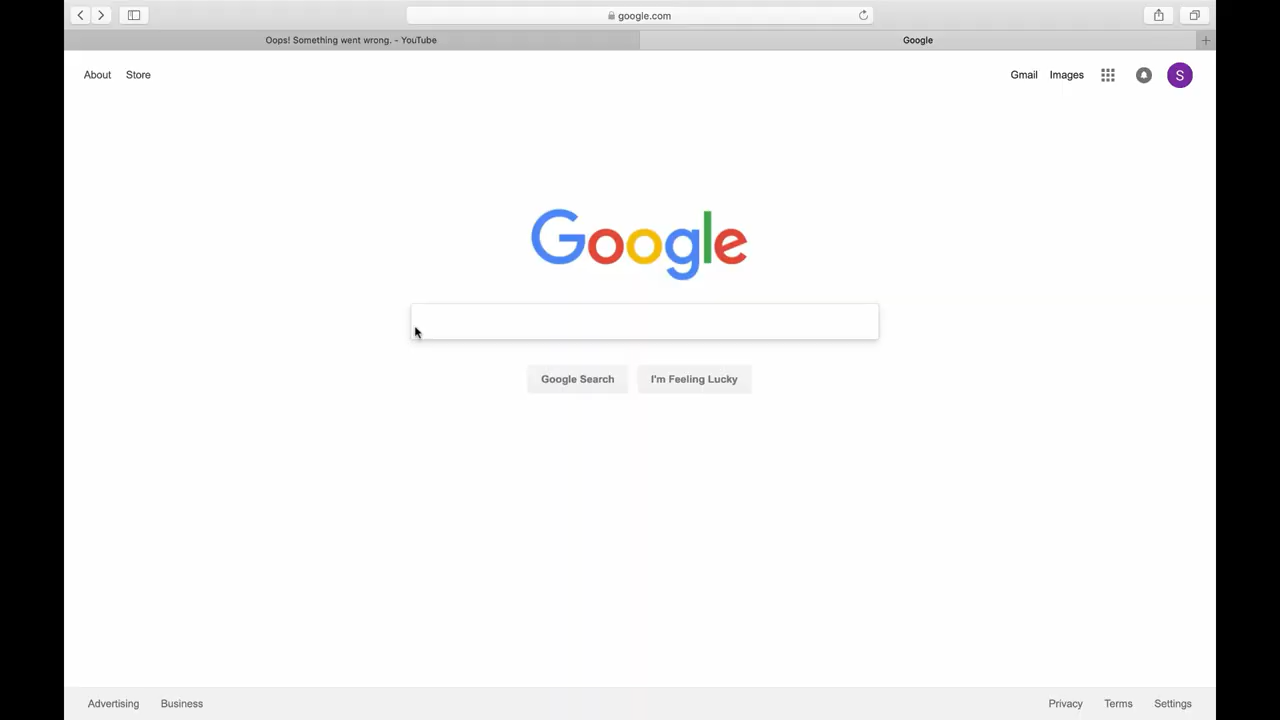 google.com
Oops! Something went wrong. - YouTube
Google
About
Store
Gmail
Images
S
Google
Google Search
I'm Feeling Lucky
Advertising
Business
Privacy
Terms
Settings